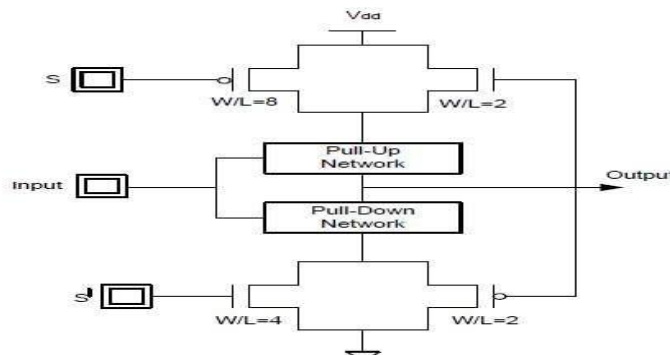 Vdd
S
W/L=8
W/L=2
Pull-Up
Network
Input
Output
Pull-Down
Network
S'
W/L=4
W/L=2